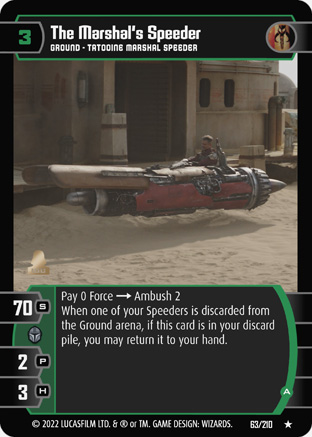 3
The Marshal's Speeder
GROUND - TATOOINE MARSHAL SPEEDER
70 S
Pay 0 Force → Ambush 2
When one of your Speeders is discarded from
the Ground arena, if this card is in your discard
pile, you may return it to your hand.
2 P
3 H
A
© 2022 LUCASFILM LTD. & ® or TM. GAME DESIGN: WIZARDS.
63/210